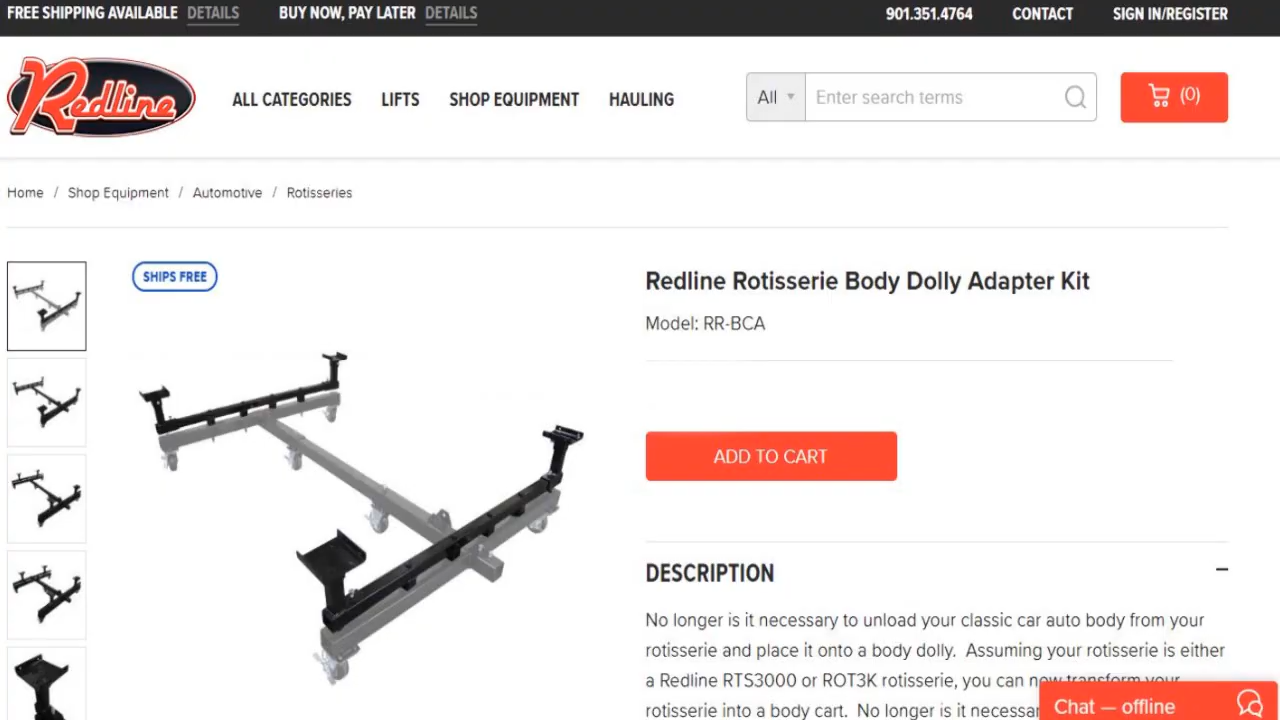 FREE SHIPPING AVAILABLE DETAILS BUY NOW, PAY LATER DETAILS 901.351.4764 CONTACT SIGN IN/REGISTER
Redline ALL CATEGORIES LIFTS SHOP EQUIPMENT HAULING All Enter search terms (0)
Home / Shop Equipment / Automotive / Rotisseries
SHIPS FREE
Redline Rotisserie Body Dolly Adapter Kit
Model: RR-BCA
ADD TO CART
DESCRIPTION
No longer is it necessary to unload your classic car auto body from your
rotisserie and place it onto a body dolly. Assuming your rotisserie is either
a Redline RTS3000 or ROT3K rotisserie, you can now transform your
rotisserie into a body cart. No longer is it
Chat — offline